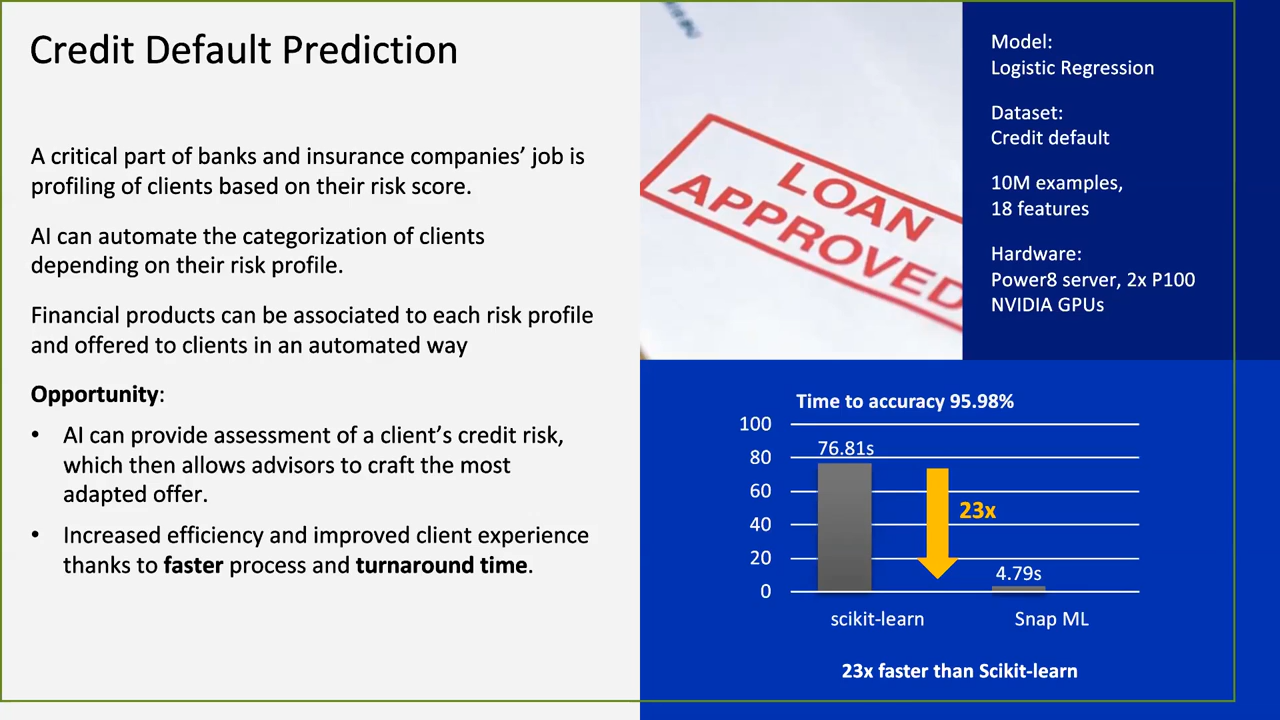 Credit Default Prediction
A critical part of banks and insurance companies’ job is
profiling of clients based on their risk score.
AI can automate the categorization of clients
depending on their risk profile.
Financial products can be associated to each risk profile
and offered to clients in an automated way
Opportunity:
• AI can provide assessment of a client’s credit risk,
which then allows advisors to craft the most
adapted offer.
• Increased efficiency and improved client experience
thanks to faster process and turnaround time.
LOAN
APPROVED
Model:
Logistic Regression
Dataset:
Credit default
10M examples,
18 features
Hardware:
Power8 server, 2x P100
NVIDIA GPUs
Time to accuracy 95.98%
100
80
60
40
20
0
76.81s
23x
4.79s
scikit-learn
Snap ML
23x faster than Scikit-learn